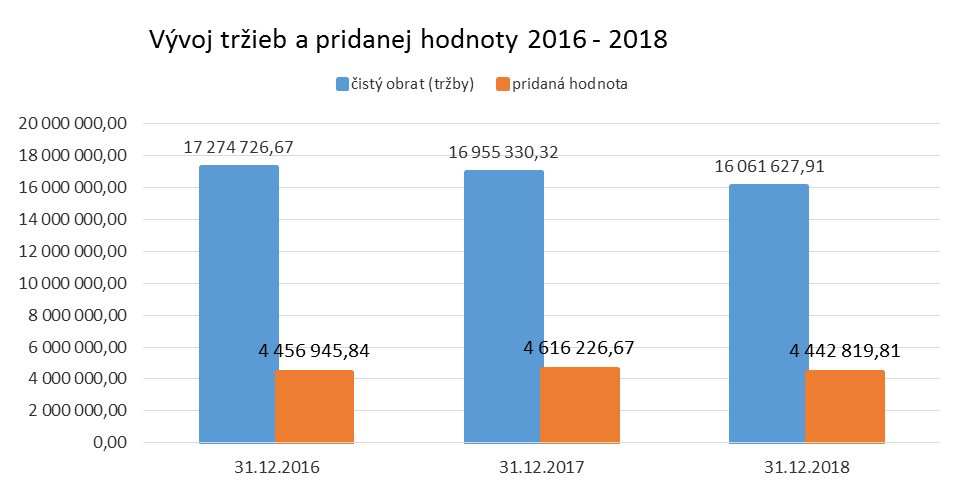 Vývoj tržieb a pridanej hodnoty 2016 - 2018
čistý obrat (tržby) pridaná hodnota
20 000 000,00
18 000 000,00
16 000 000,00
14 000 000,00
12 000 000,00
10 000 000,00
8 000 000,00
6 000 000,00
4 000 000,00
2 000 000,00
0,00
17 274 726,67
16 955 330,32
16 061 627,91
4 456 945,84
4 616 226,67
4 442 819,81
31.12.2016 31.12.2017 31.12.2018